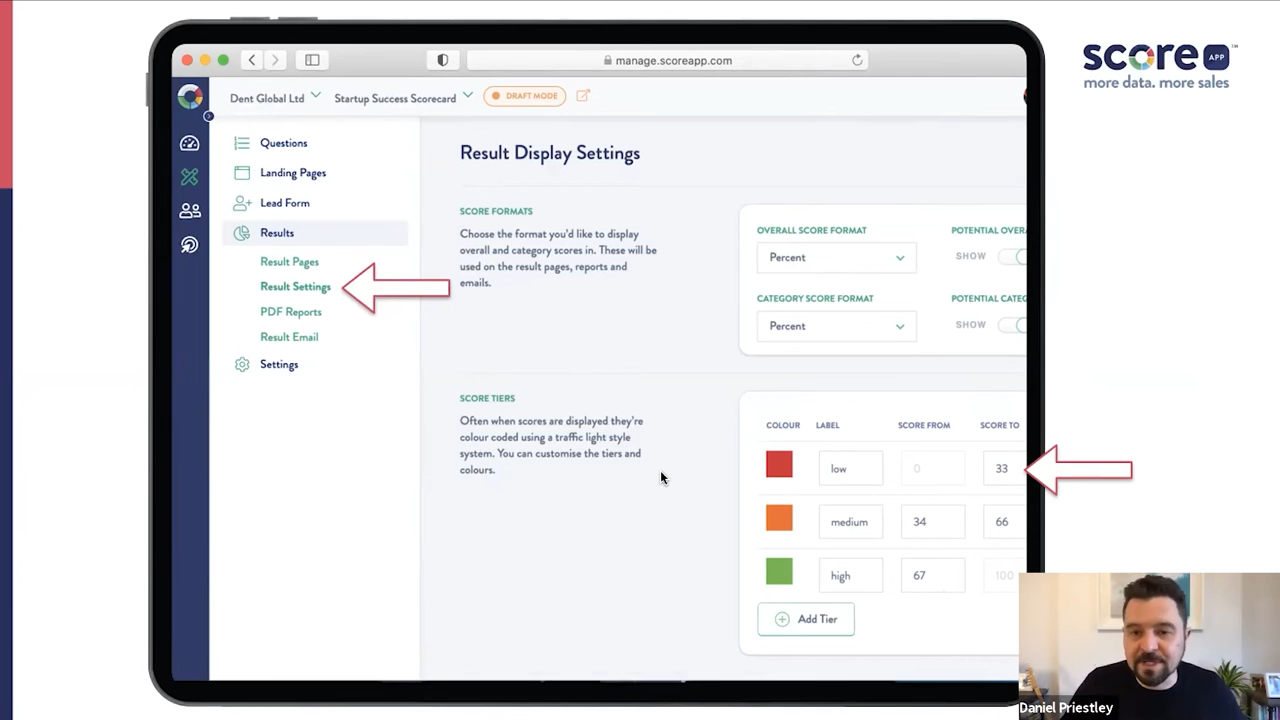 score APP ™
more data. more sales
manage.scoreapp.com
Dent Global Ltd
Startup Success Scorecard
DRAFT MODE
Questions
Landing Pages
Lead Form
Results
Result Pages
Result Settings
PDF Reports
Result Email
Settings
Result Display Settings
SCORE FORMATS
Choose the format you'd like to display
overall and category scores in. These will be
used on the result pages, reports and
emails.
OVERALL SCORE FORMAT
POTENTIAL OVERA
Percent
SHOW
CATEGORY SCORE FORMAT
POTENTIAL CATEG
Percent
SHOW
SCORE TIERS
Often when scores are displayed they're
colour coded using a traffic light style
system. You can customise the tiers and
colours.
COLOUR LABEL SCORE FROM SCORE TO
low 0 33
medium 34 66
high 67 100
Add Tier
Daniel Priestley